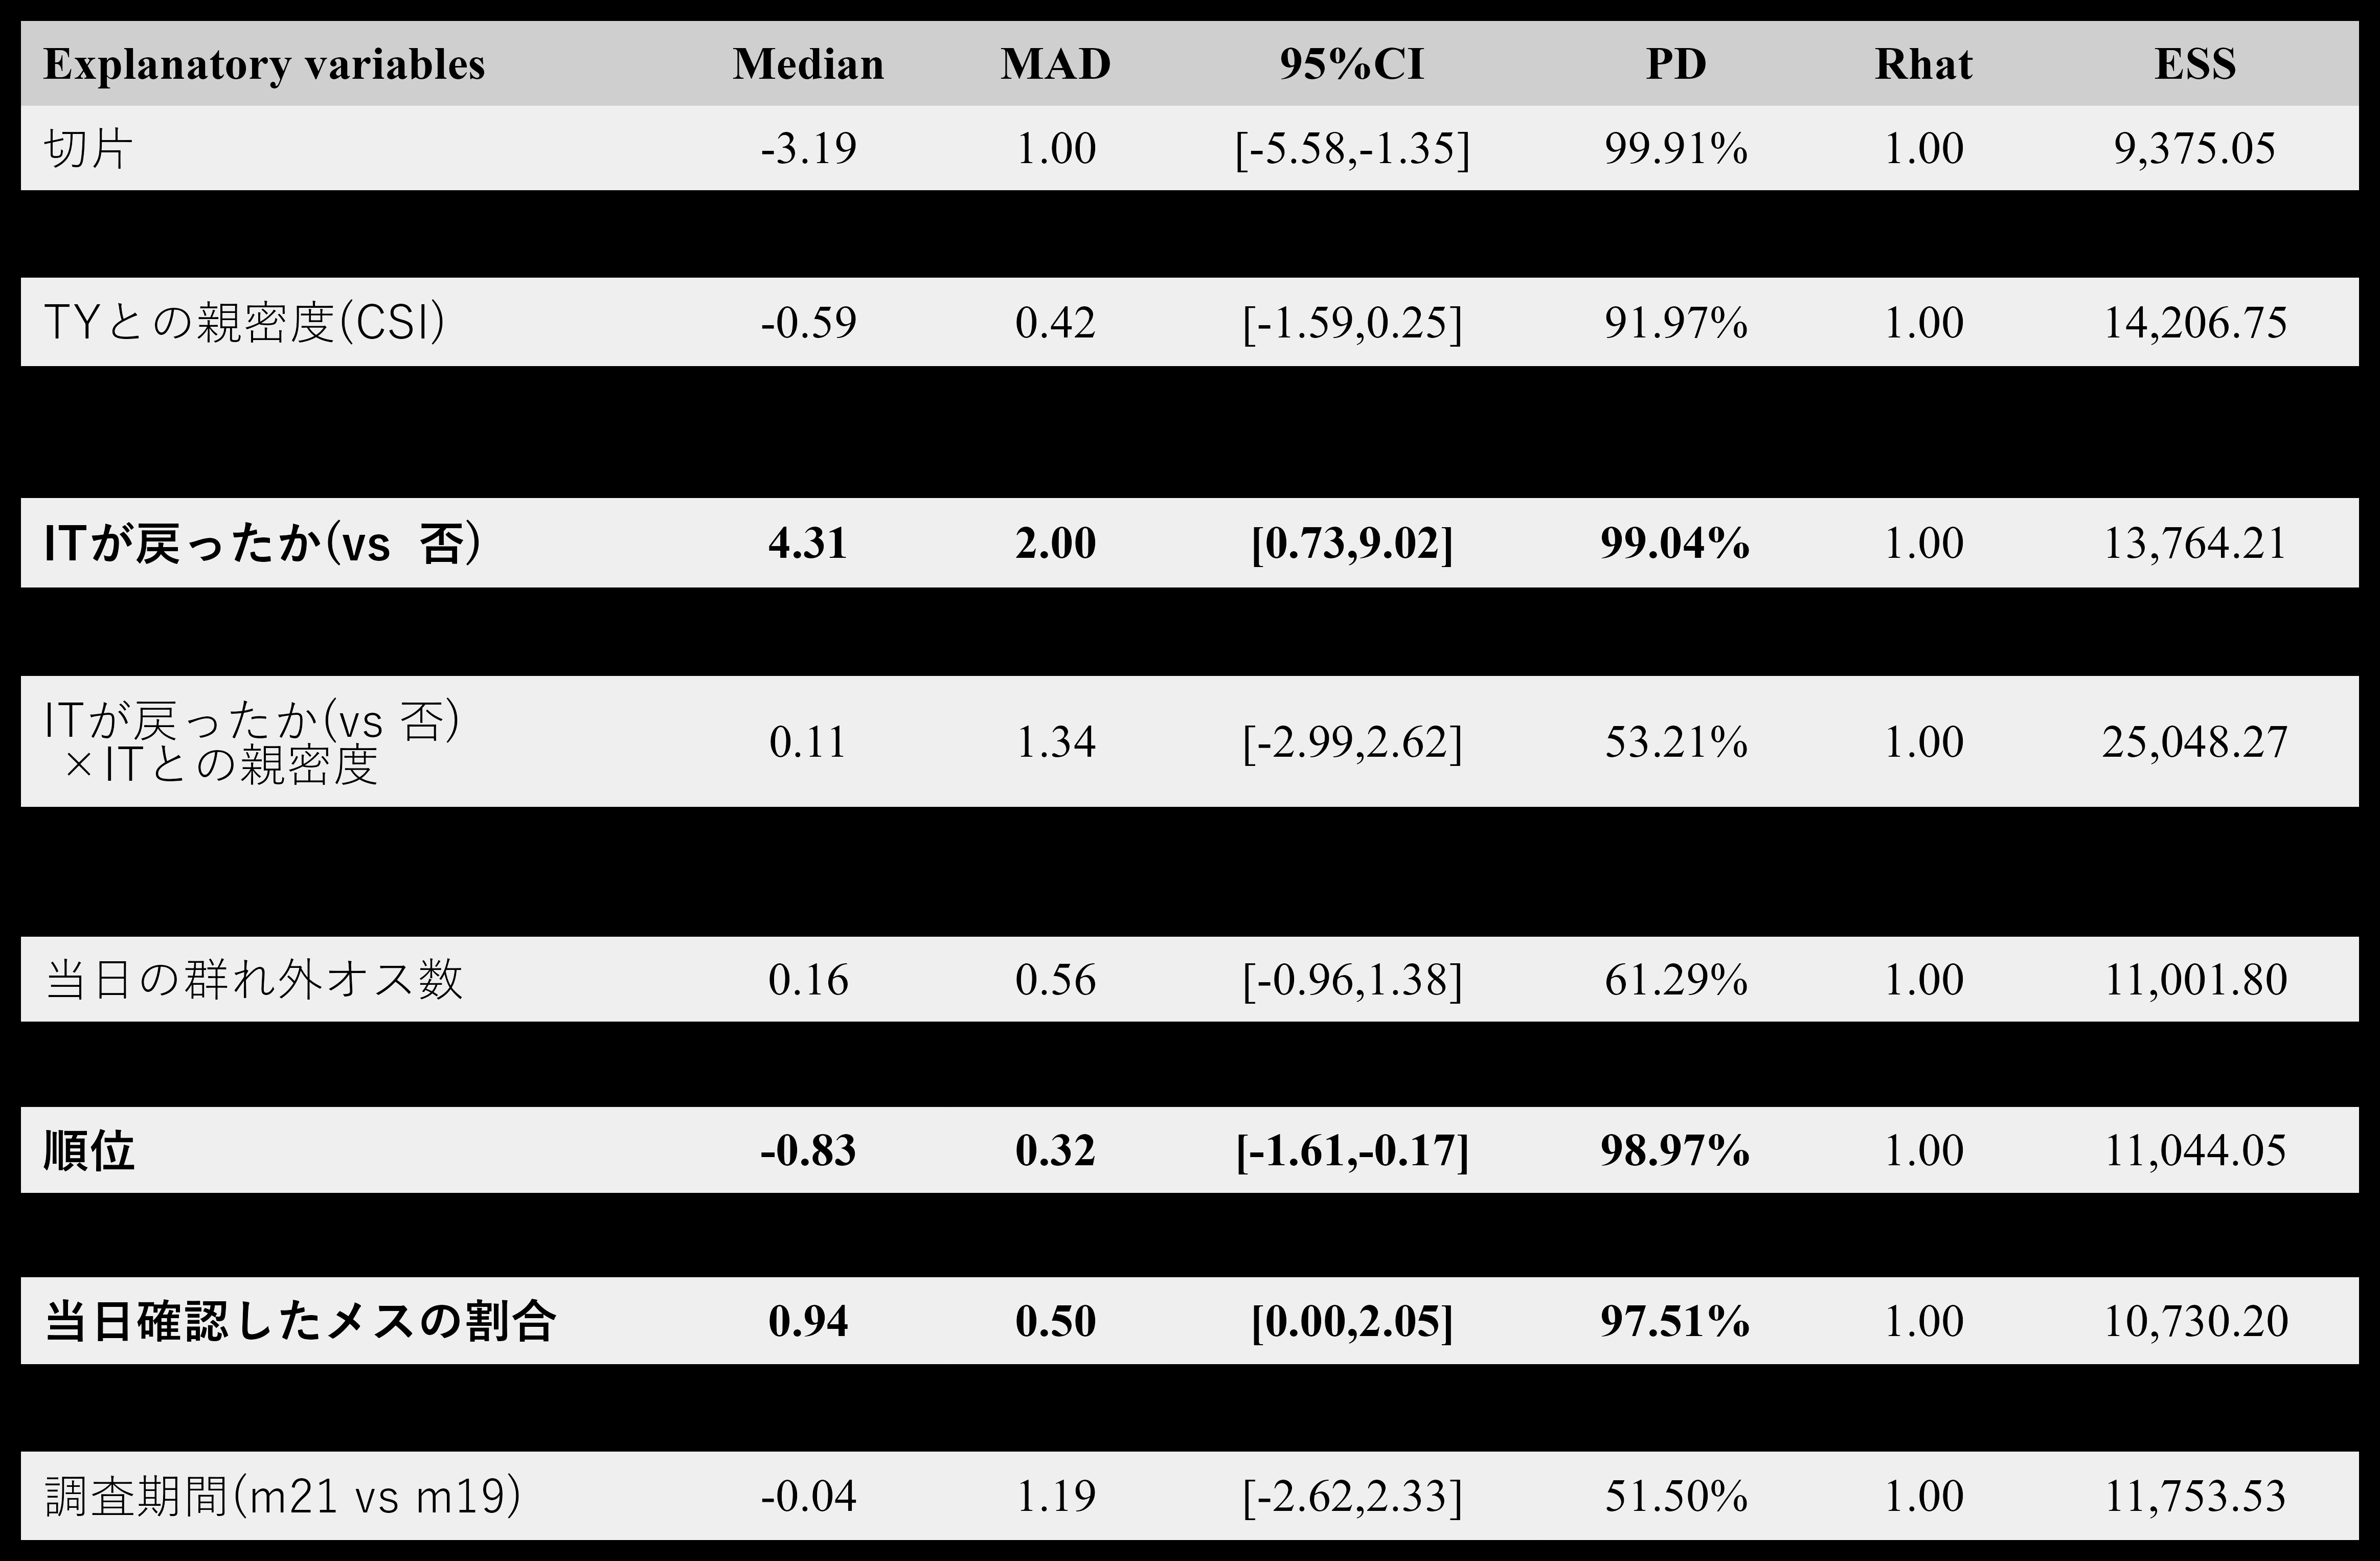 Explanatory variables Median MAD 95%CI PD Rhat ESS
切片 -3.19 1.00 [-5.58,-1.35] 99.91% 1.00 9,375.05
TYとの親密度(CSI) -0.59 0.42 [-1.59,0.25] 91.97% 1.00 14,206.75
ITが戻ったか(vs 否) 4.31 2.00 [0.73,9.02] 99.04% 1.00 13,764.21
ITが戻ったか(vs 否)
×ITとの親密度 0.11 1.34 [-2.99,2.62] 53.21% 1.00 25,048.27
当日の群れ外オス数 0.16 0.56 [-0.96,1.38] 61.29% 1.00 11,001.80
順位 -0.83 0.32 [-1.61,-0.17] 98.97% 1.00 11,044.05
当日確認したメスの割合 0.94 0.50 [0.00,2.05] 97.51% 1.00 10,730.20
調査期間(m21 vs m19) -0.04 1.19 [-2.62,2.33] 51.50% 1.00 11,753.53